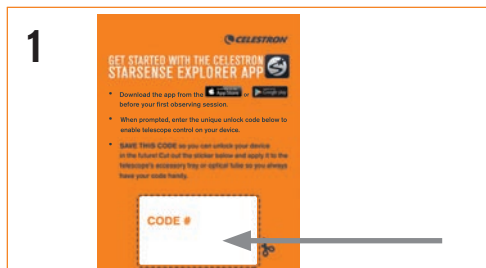 1
CELESTRON
GET STARTED WITH THE CELESTRON
STARSENSE EXPLORER APP
• Download the app from the App Store or Google play
before your first observing session.
• When prompted, enter the unique unlock code below to
enable telescope control on your device.
• SAVE THIS CODE so you can unlock your device
in the future! Cut out the sticker below and apply it to the
telescope's accessory tray or optical tube so you always
have your code handy.
CODE #